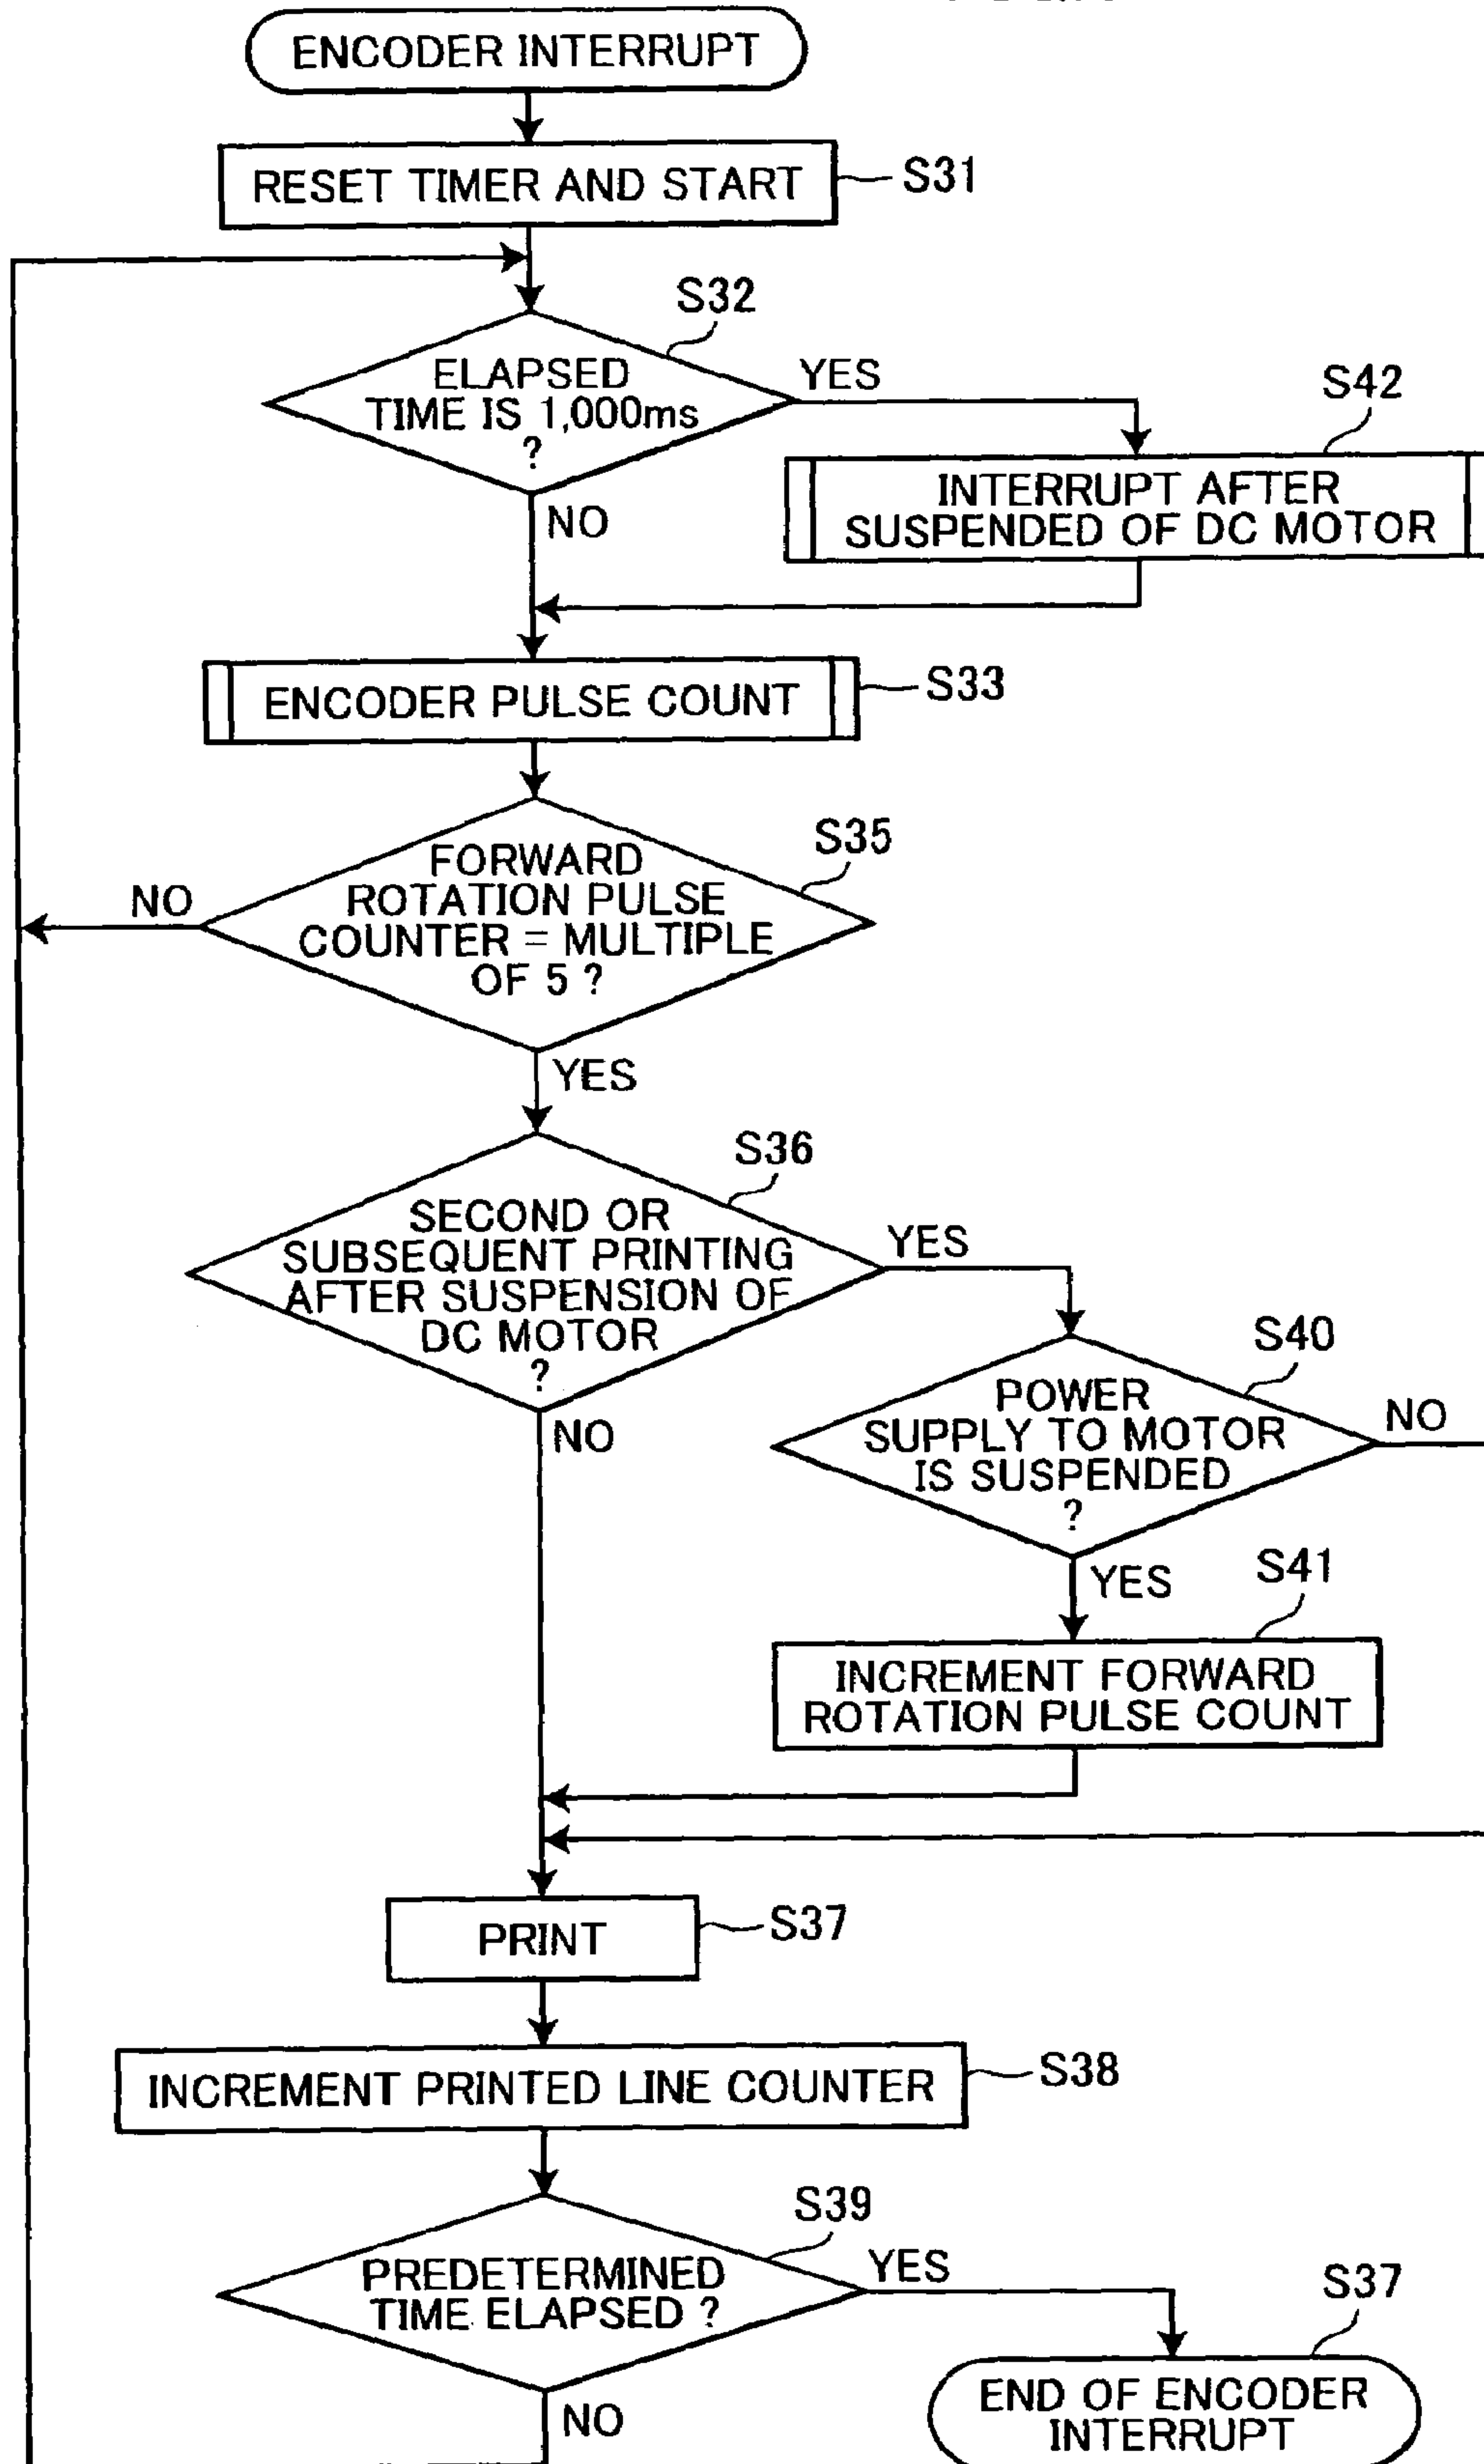 ENCODER INTERRUPT
RESET TIMER AND START
S31
S32
ELAPSED
TIME IS 1,000ms
?
YES
NO
S42
INTERRUPT AFTER
SUSPENDED OF DC MOTOR
ENCODER PULSE COUNT
S33
S35
FORWARD
ROTATION PULSE
COUNTER = MULTIPLE
OF 5 ?
NO
YES
S36
SECOND OR
SUBSEQUENT PRINTING
AFTER SUSPENSION OF
DC MOTOR
?
YES
NO
S40
POWER
SUPPLY TO MOTOR
IS SUSPENDED
?
NO
YES
S41
INCREMENT FORWARD
ROTATION PULSE COUNT
PRINT
S37
INCREMENT PRINTED LINE COUNTER
S38
S39
PREDETERMINED
TIME ELAPSED ?
YES
NO
S37
END OF ENCODER
INTERRUPT